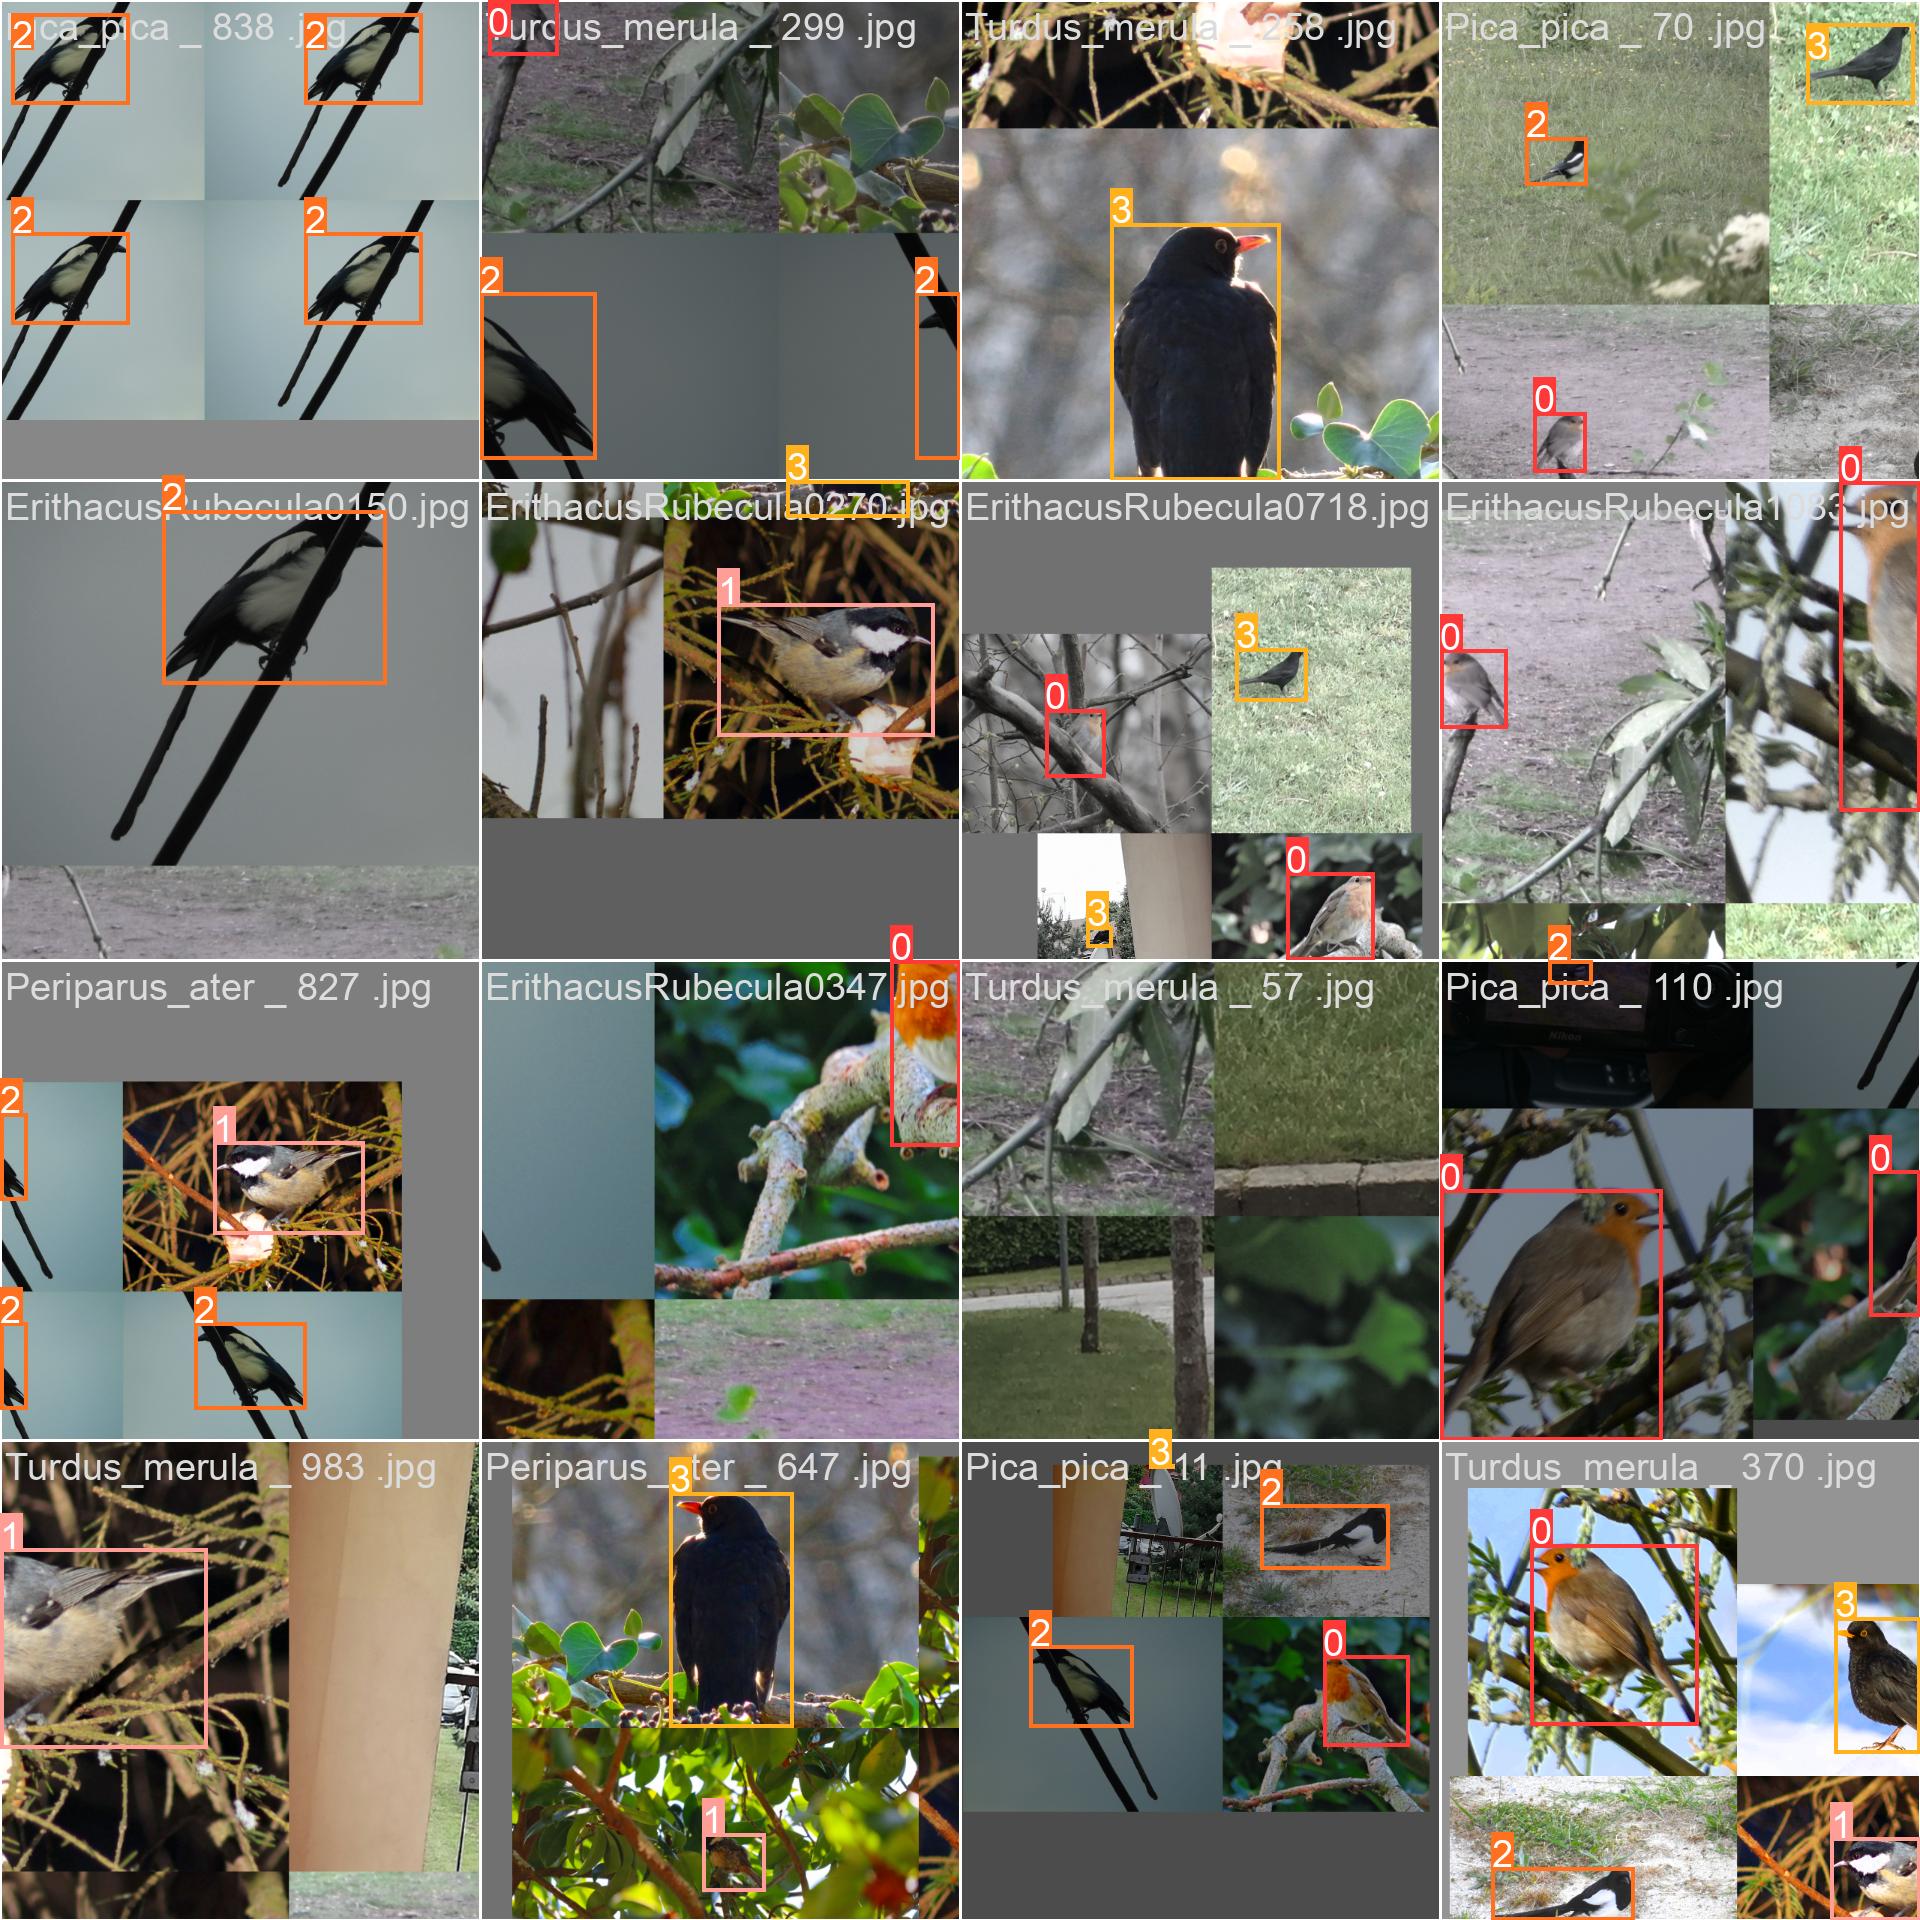 2
2
Pica_pica _ 838 .jpg
0
Turdus_merula _ 299 .jpg
Turdus_merula _ 258 .jpg
Pica_pica _ 70 .jpg
3
2
2
2
3
2
2
3
0
0
2
ErithacusRubecula0150.jpg
ErithacusRubecula0270.jpg
ErithacusRubecula0718.jpg
ErithacusRubecula1083.jpg
1
3
0
0
0
3
0
2
Periparus_ater _ 827 .jpg
ErithacusRubecula0347.jpg
Turdus_merula _ 57 .jpg
Pica_pica _ 110 .jpg
Nikon
2
1
0
0
2
2
3
Turdus_merula _ 983 .jpg
3
Periparus_ater _ 647 .jpg
Pica_pica _ 11 .jpg
Turdus_merula _ 370 .jpg
2
1
0
3
2
0
1
1
2